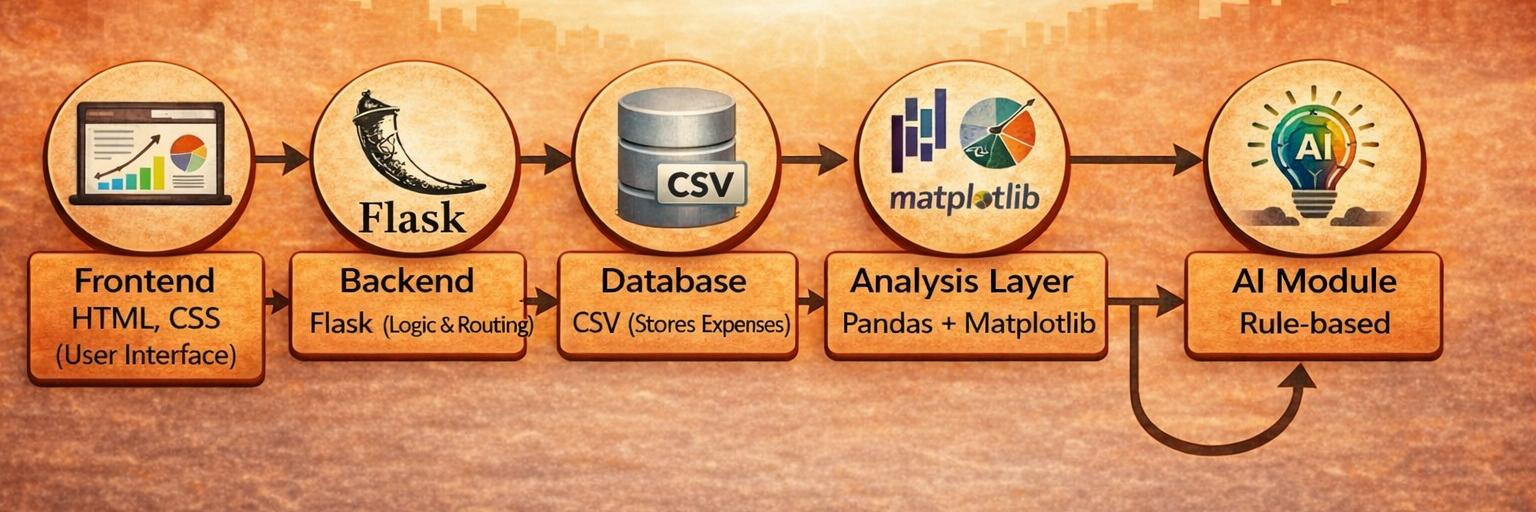 Flask
CSV
matplotlib
AI
Frontend
HTML, CSS
(User Interface)
Backend
Flask (Logic & Routing)
Database
CSV (Stores Expenses)
Analysis Layer
Pandas + Matplotlib
AI Module
Rule-based